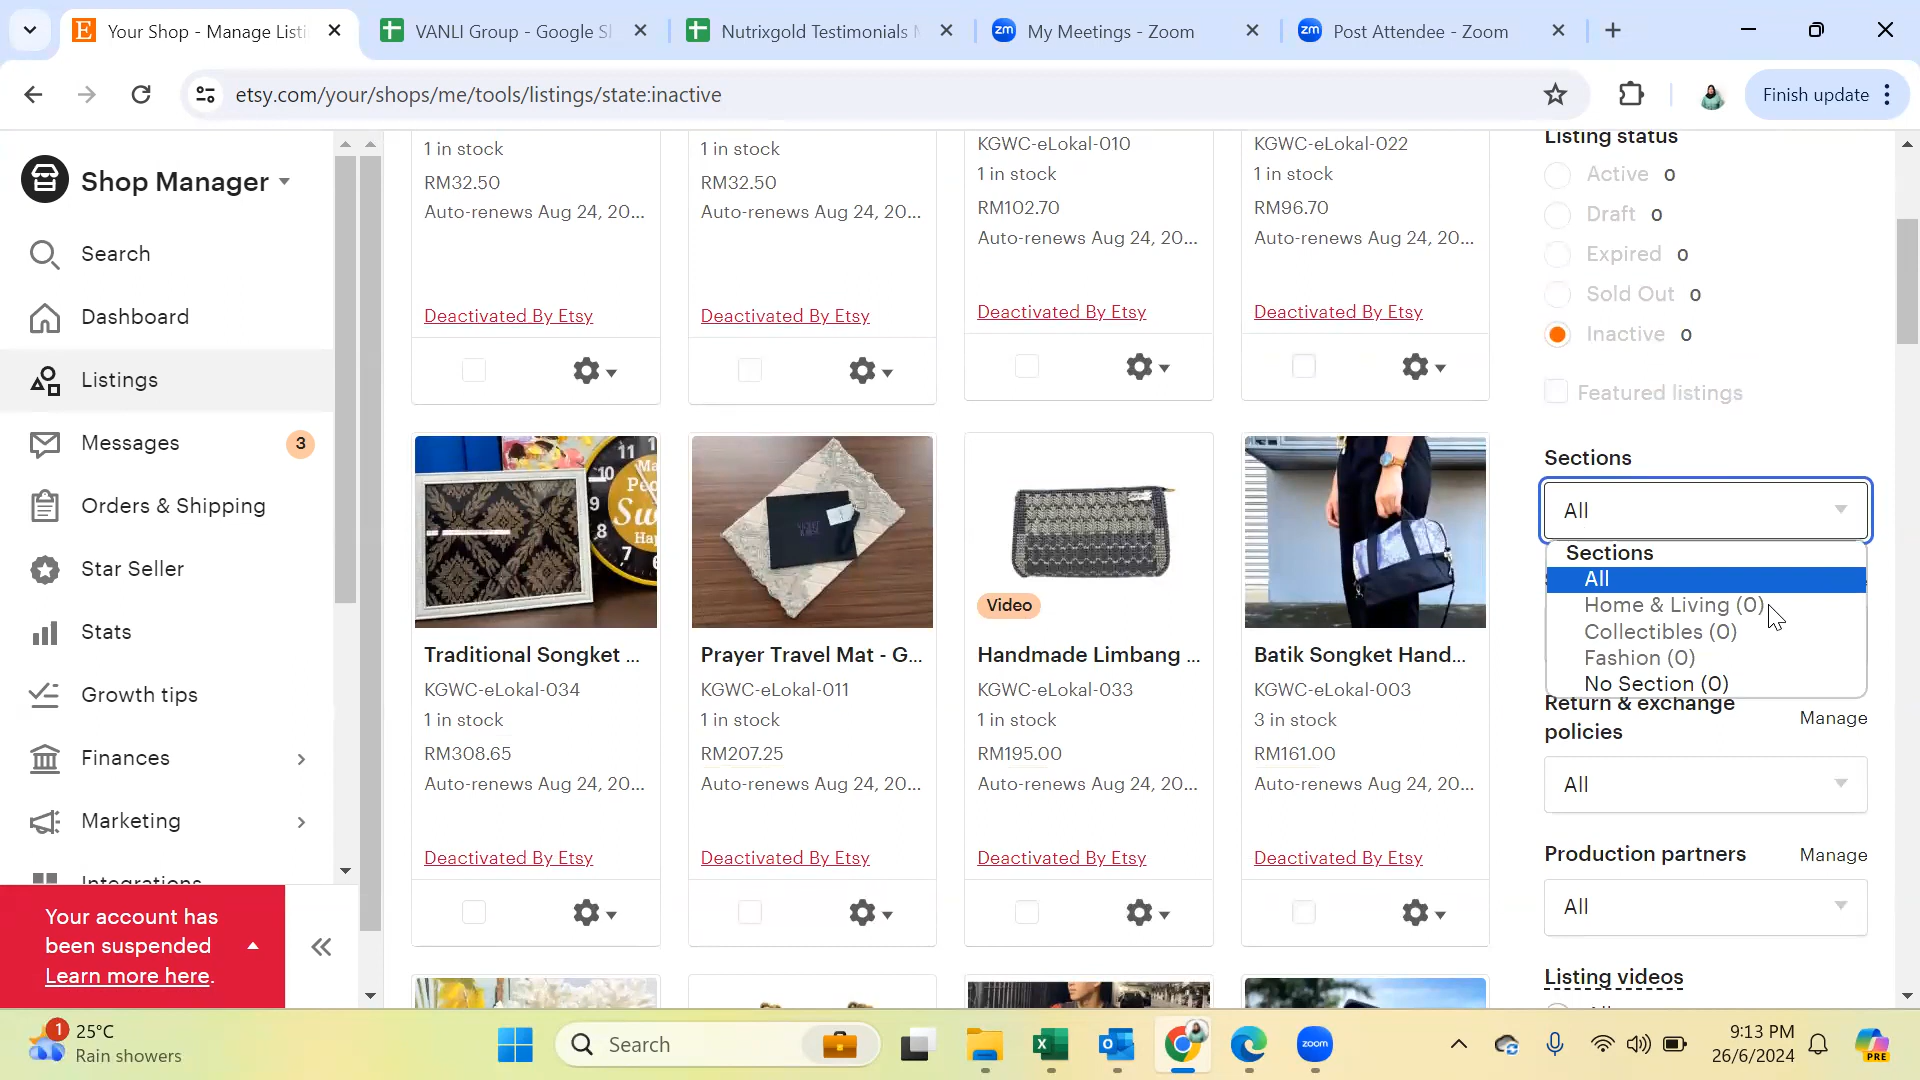 Your Shop - Manage Listi
VANLI Group - Google Sl
Nutrixgold Testimonials
zm My Meetings - Zoom
zm Post Attendee - Zoom
etsy.com/your/shops/me/tools/listings/state:inactive
Finish update
Shop Manager
Search
Dashboard
Listings
Messages 3
Orders & Shipping
Star Seller
Stats
Growth tips
Finances
Marketing
Integrations
Your account has
been suspended
Learn more here.
1 in stock
RM32.50
Auto-renews Aug 24, 20...
Deactivated By Etsy
1 in stock
RM32.50
Auto-renews Aug 24, 20...
Deactivated By Etsy
KGWC-eLokal-010
1 in stock
RM102.70
Auto-renews Aug 24, 20...
Deactivated By Etsy
KGWC-eLokal-022
1 in stock
RM96.70
Auto-renews Aug 24, 20...
Deactivated By Etsy
Traditional Songket ...
KGWC-eLokal-034
1 in stock
RM308.65
Auto-renews Aug 24, 20...
Deactivated By Etsy
Prayer Travel Mat - G...
KGWC-eLokal-011
1 in stock
RM207.25
Auto-renews Aug 24, 20...
Deactivated By Etsy
Video
Handmade Limbang ...
KGWC-eLokal-033
1 in stock
RM195.00
Auto-renews Aug 24, 20...
Deactivated By Etsy
Batik Songket Hand...
KGWC-eLokal-003
3 in stock
RM161.00
Auto-renews Aug 24, 20...
Deactivated By Etsy
Listing status
Active 0
Draft 0
Expired 0
Sold Out 0
Inactive 0
Featured listings
Sections
All
Sections
All
Home & Living (0)
Collectibles (0)
Fashion (0)
No Section (0)
Return & exchange
policies
Manage
All
Production partners Manage
All
Listing videos
1
25°C
Rain showers
Search
zoom
9:13 PM
26/6/2024
PRE